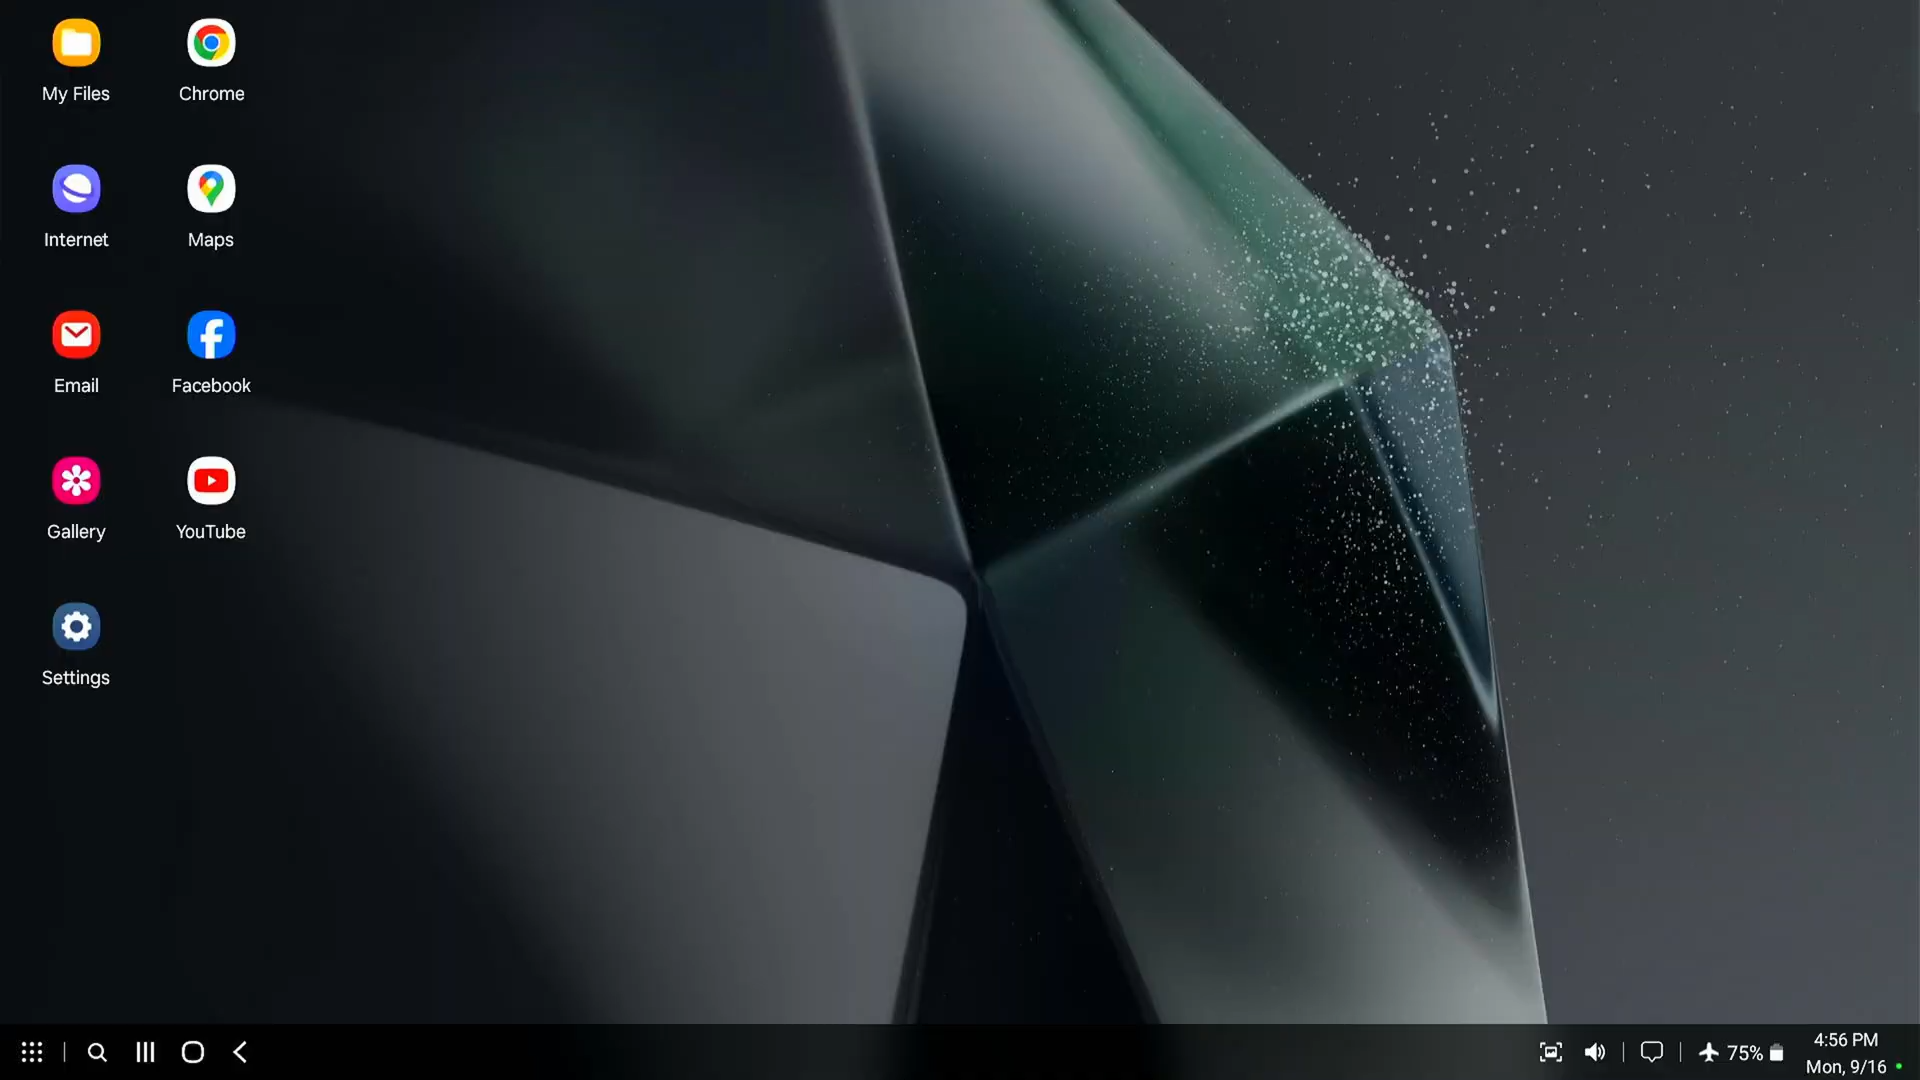 My Files
Chrome
Internet
Maps
Email
Facebook
Gallery
YouTube
Settings
75%
4:56 PM
Mon, 9/16